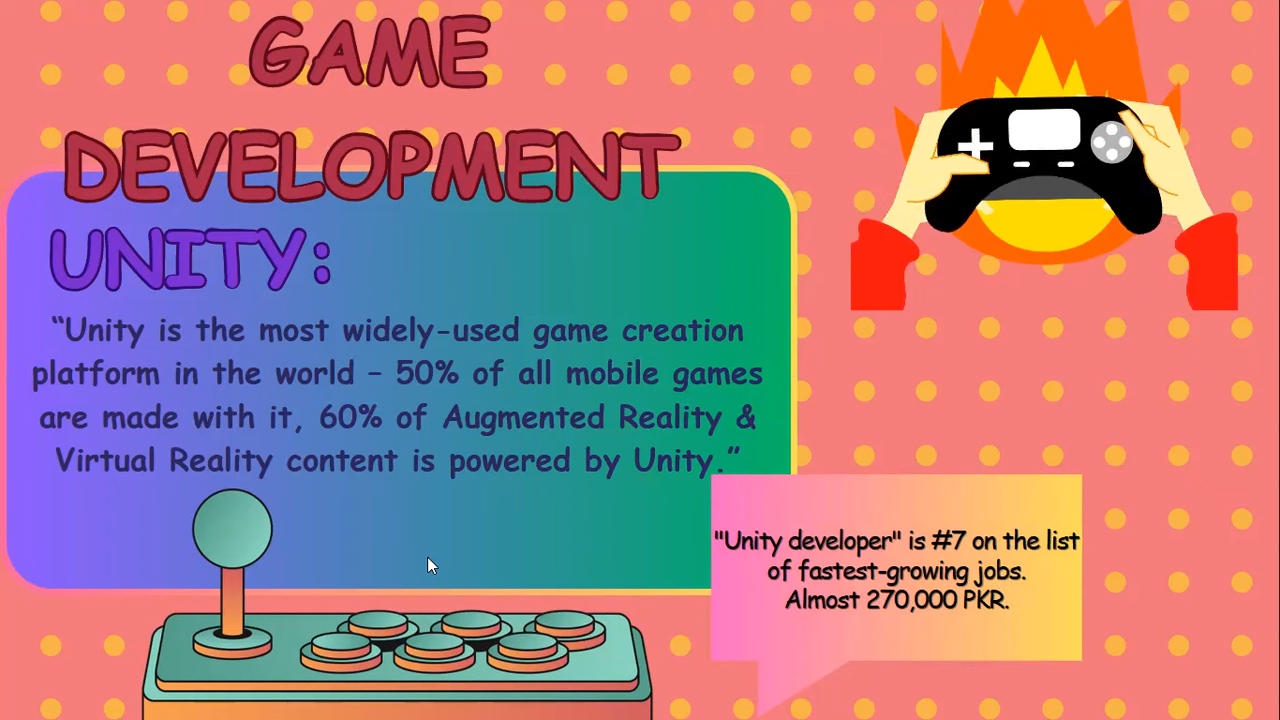 GAME
DEVELOPMENT
UNITY:
“Unity is the most widely-used game creation
platform in the world – 50% of all mobile games
are made with it, 60% of Augmented Reality &
Virtual Reality content is powered by Unity.”
"Unity developer" is #7 on the list
of fastest-growing jobs.
Almost 270,000 PKR.